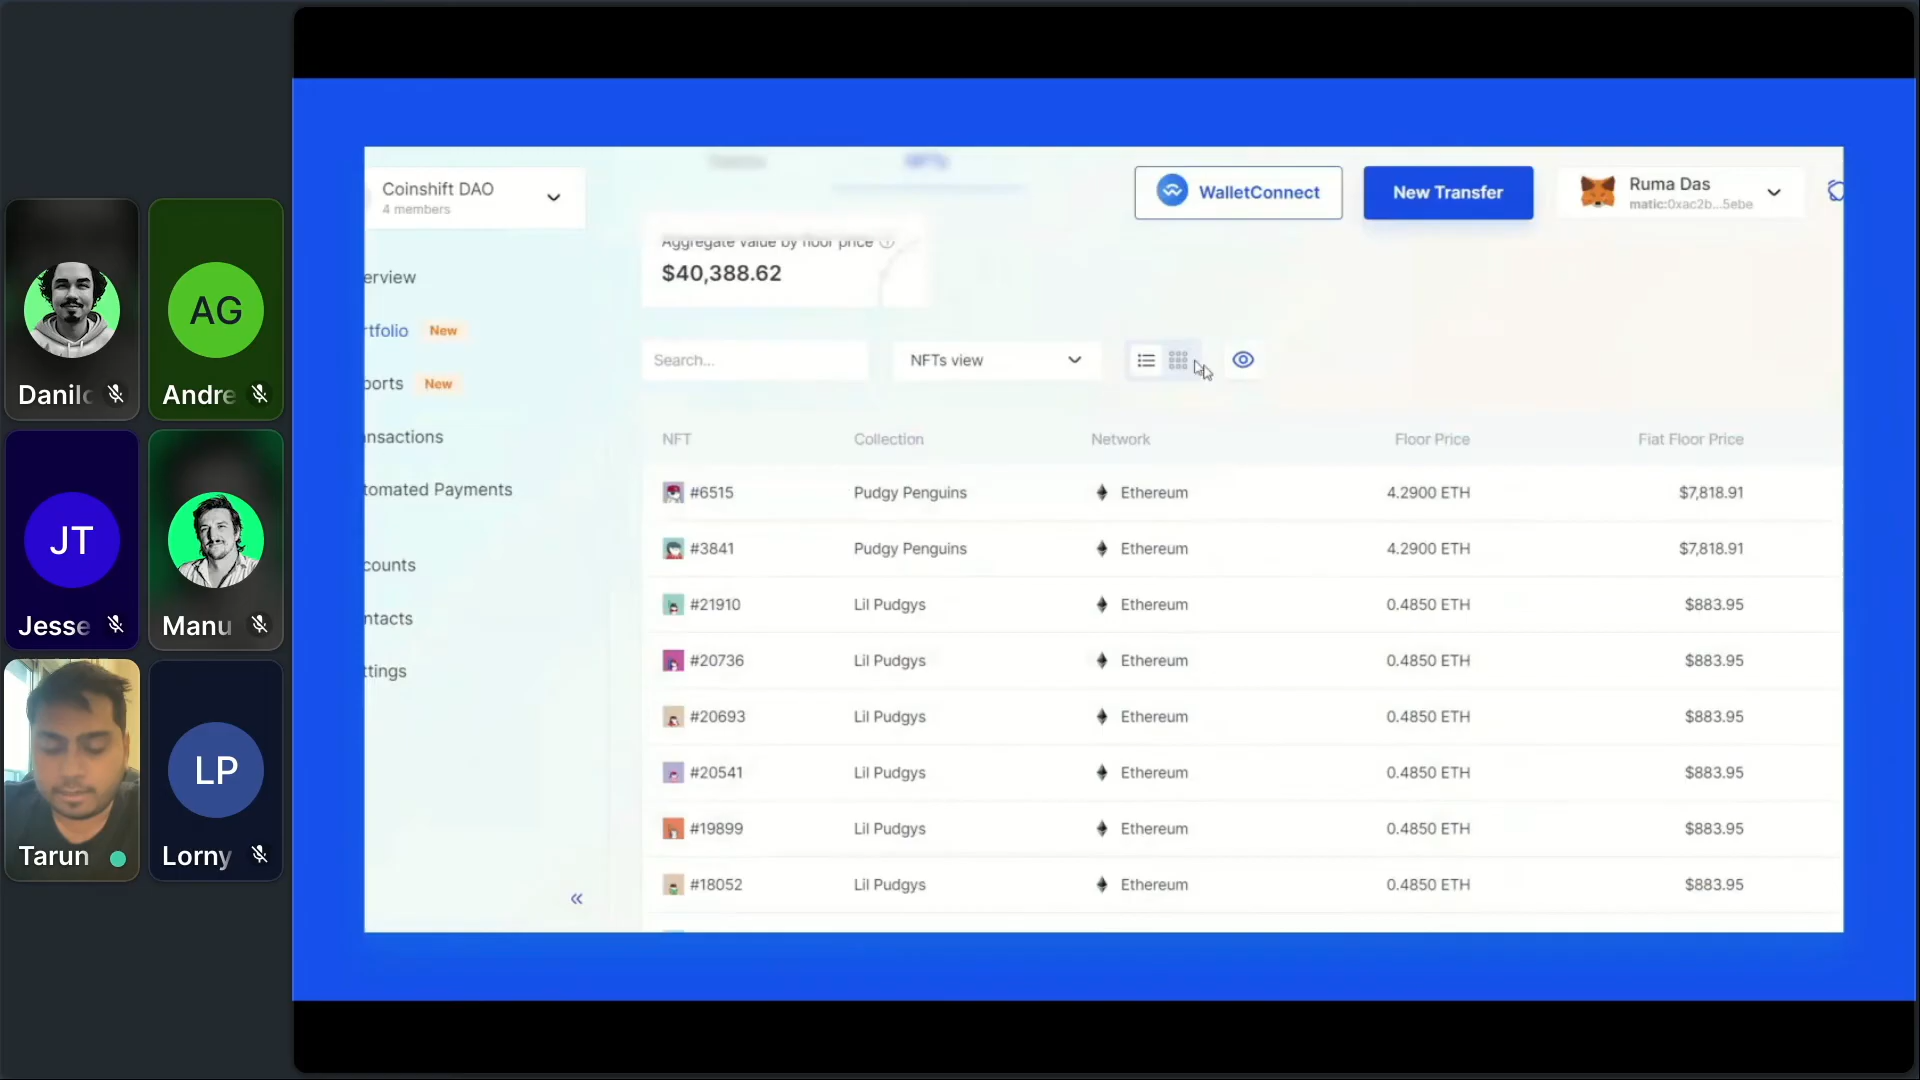 Danilo
AG
Andre
JT
Jesse
Manu
Tarun
LP
Lorny
NFTs
Coinshift DAO
4 members
WalletConnect
New Transfer
Ruma Das
matic:0xac2b...5ebe
Aggregate value by floor price
$40,388.62
erview
rtfolio New
ports New
nsactions
tomated Payments
counts
ntacts
ttings
Search...
NFTs view
NFT Collection Network Floor Price Fiat Floor Price
#6515 Pudgy Penguins Ethereum 4.2900 ETH $7,818.91
#3841 Pudgy Penguins Ethereum 4.2900 ETH $7,818.91
#21910 Lil Pudgys Ethereum 0.4850 ETH $883.95
#20736 Lil Pudgys Ethereum 0.4850 ETH $883.95
#20693 Lil Pudgys Ethereum 0.4850 ETH $883.95
#20541 Lil Pudgys Ethereum 0.4850 ETH $883.95
#19899 Lil Pudgys Ethereum 0.4850 ETH $883.95
#18052 Lil Pudgys Ethereum 0.4850 ETH $883.95